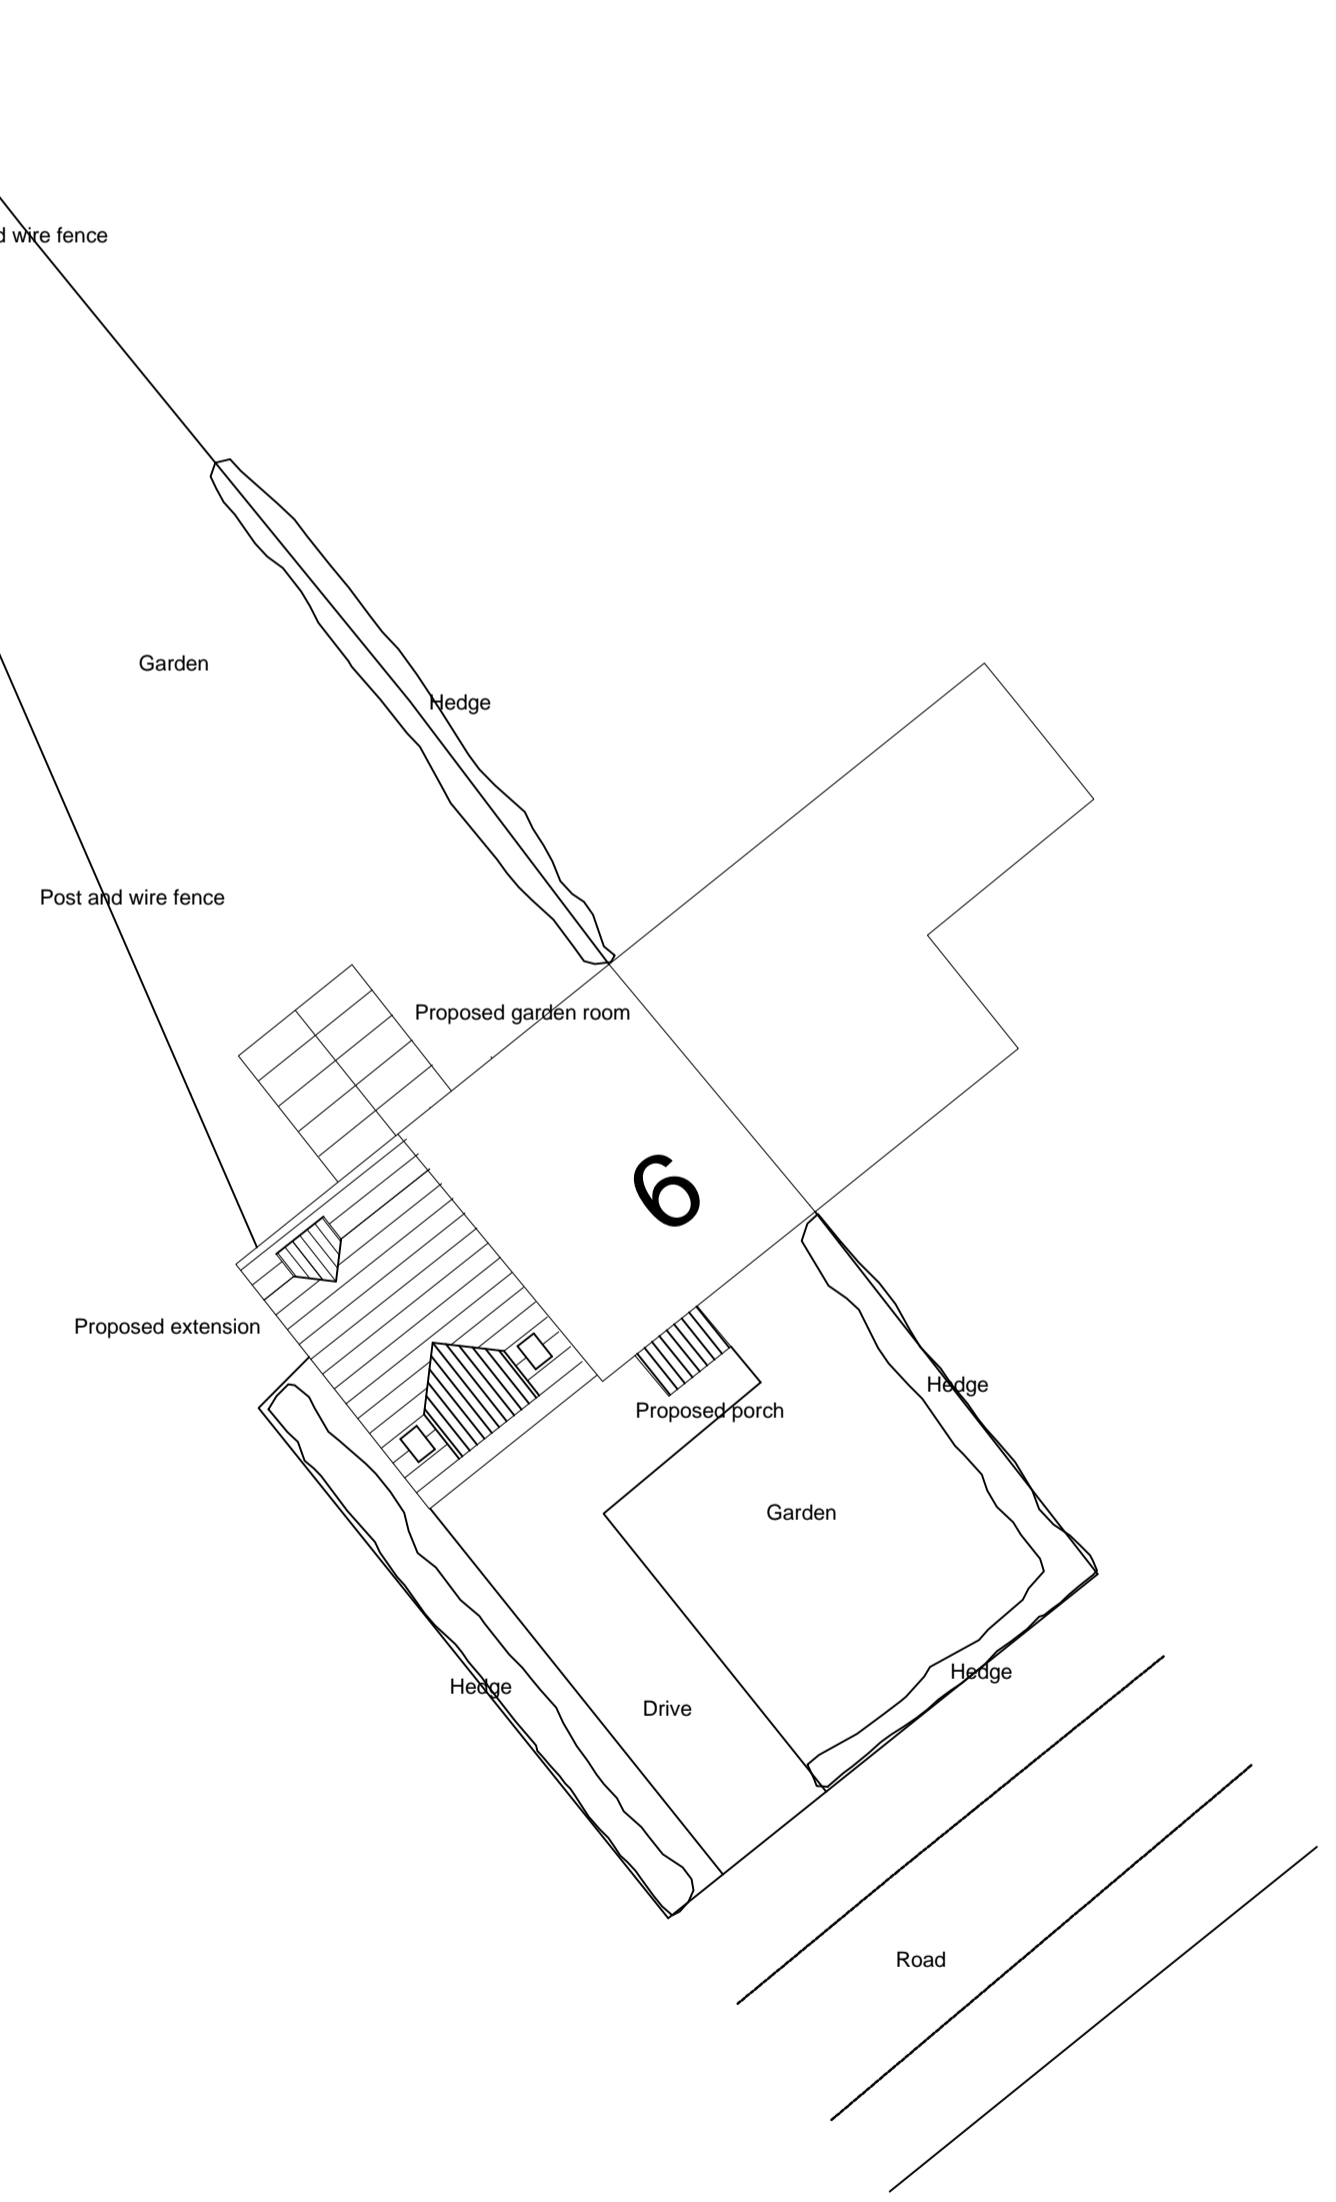 d wire fence
Garden
Hedge
Post and wire fence
Proposed garden room
6
Proposed extension
Hedge
Proposed porch
Garden
Hedge
Hedge
Drive
Road